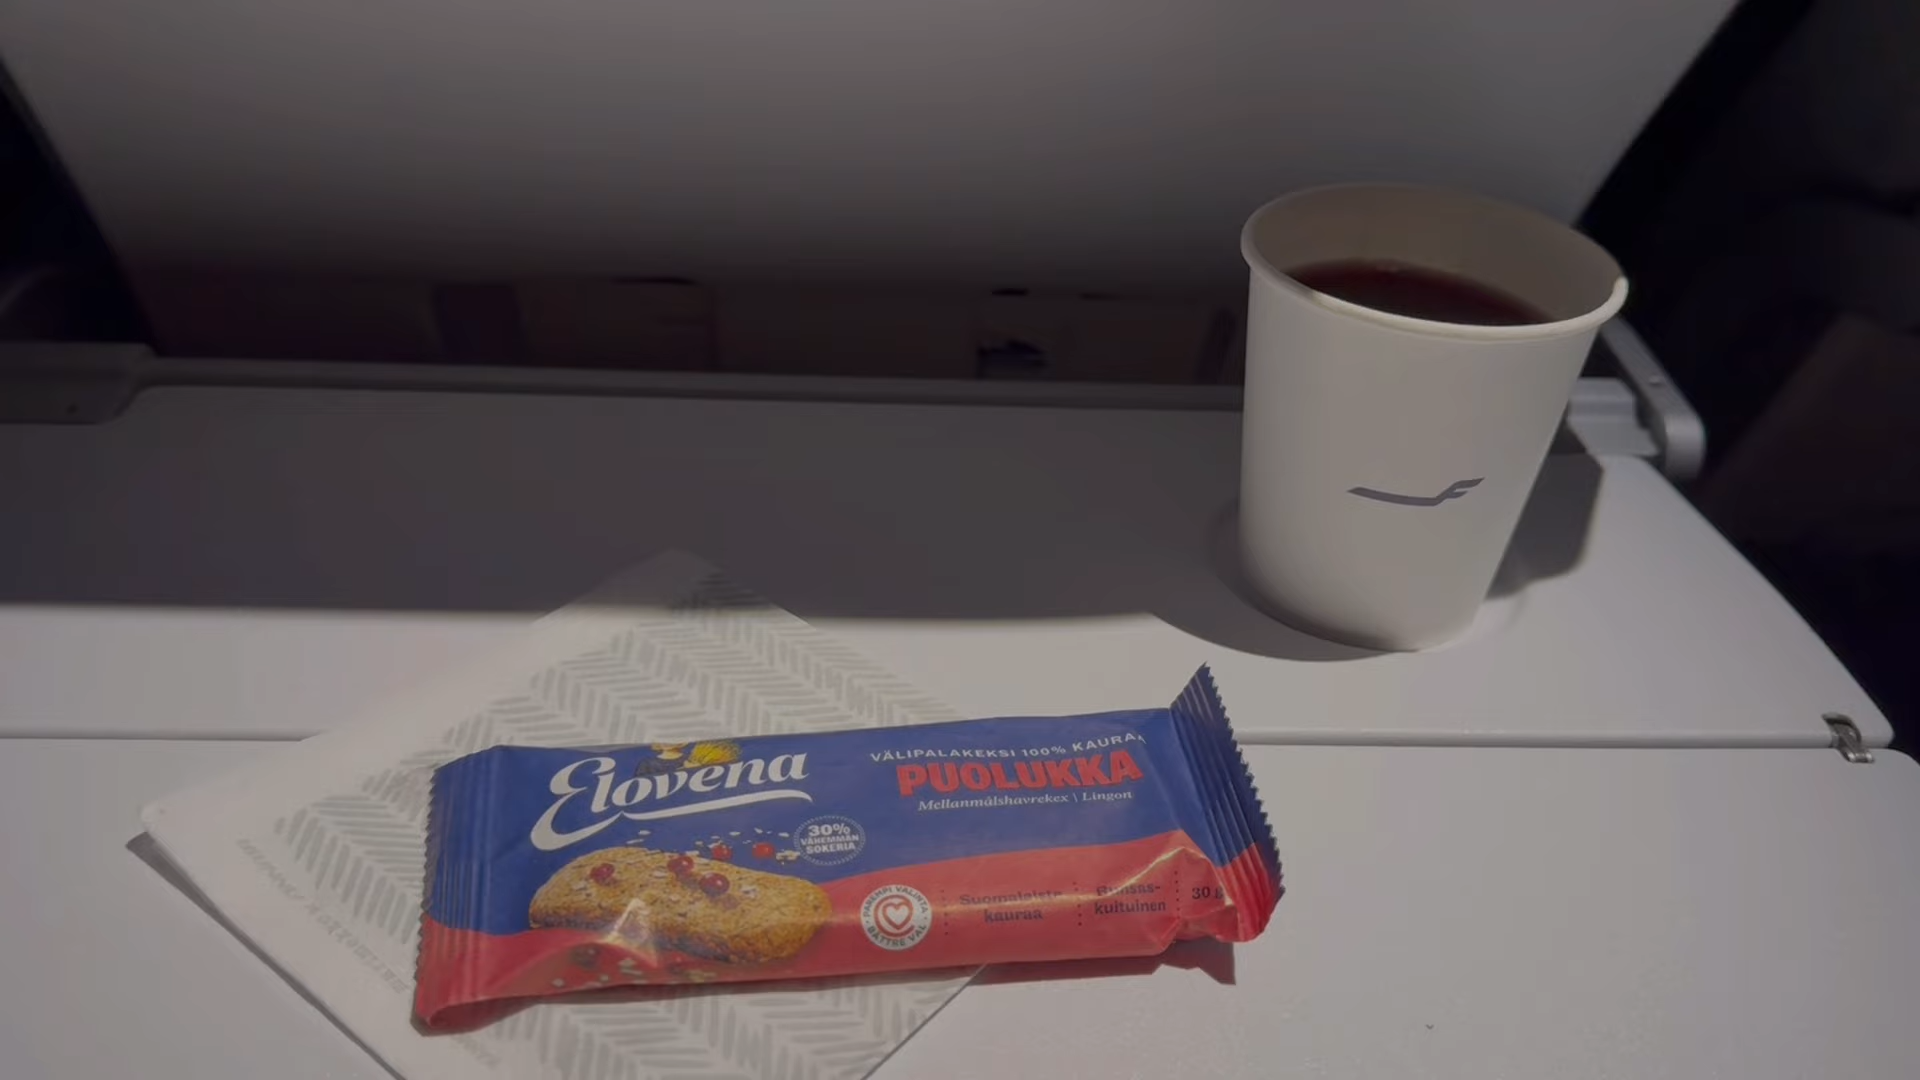 Elovena
VÄLIPALAKEKSI 100% KAURAA
PUOLUKKA
Mellanmålshavrekex | Lingon
30%
VÄHEMMÄN
SOKERIA
PAREMPI VALINTA
BÄTTRE VAL
Suomalaista
kauraa
Runsas-
kuituinen
30 g